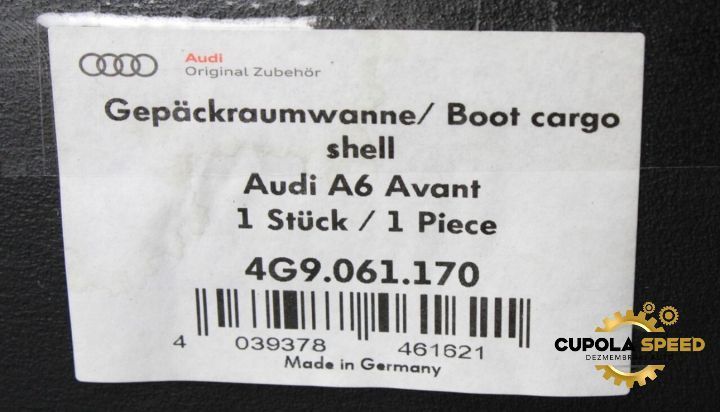 Audi
Original Zubehör
Gepäckraumwanne/ Boot cargo
shell
Audi A6 Avant
1 Stück / 1 Piece
4G9.061.170
4 039378 461621
Made in Germany
CUPOLA SPEED
DEZMEMBRARI AUTO